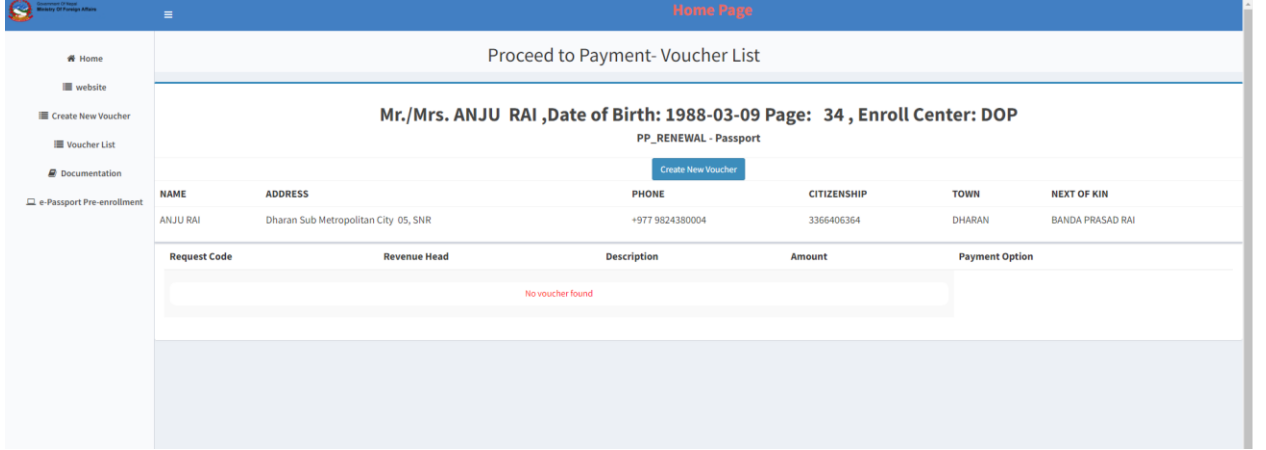 Government Of Nepal
Ministry Of Foreign Affairs
Home Page
Home
website
Create New Voucher
Voucher List
Documentation
e-Passport Pre-enrollment
Proceed to Payment- Voucher List
Mr./Mrs. ANJU RAI ,Date of Birth: 1988-03-09 Page: 34 , Enroll Center: DOP
PP_RENEWAL - Passport
Create New Voucher
NAME ADDRESS PHONE CITIZENSHIP TOWN NEXT OF KIN
ANJU RAI Dharan Sub Metropolitan City 05, SNR +977 9824380004 3366406364 DHARAN BANDA PRASAD RAI
Request Code Revenue Head Description Amount Payment Option
No voucher found